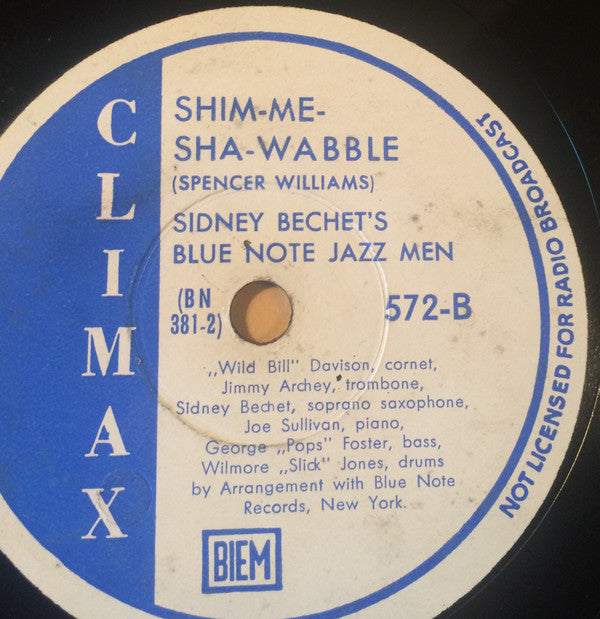 CLIMAX
SHIM-ME-
SHA-WABBLE
(SPENCER WILLIAMS)
SIDNEY BECHET'S
BLUE NOTE JAZZ MEN
(BN
381-2)
572-B
„Wild Bill" Davison, cornet,
Jimmy Archey, trombone,
Sidney Bechet, soprano saxophone,
Joe Sullivan, piano,
George „Pops" Foster, bass,
Wilmore „Slick" Jones, drums
by Arrangement with Blue Note
Records, New York.
BIEM
NOT LICENSED FOR RADIO BROADCAST